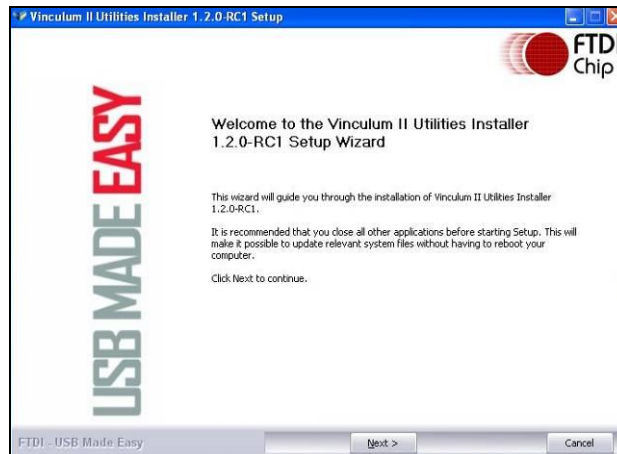 Vinculum II Utilities Installer 1.2.0-RC1 Setup
FTDI
Chip
USB MADE EASY
Welcome to the Vinculum II Utilities Installer
1.2.0-RC1 Setup Wizard
This wizard will guide you through the installation of Vinculum II Utilities Installer
1.2.0-RC1.
It is recommended that you close all other applications before starting Setup. This will
make it possible to update relevant system files without having to reboot your
computer.
Click Next to continue.
FTDI - USB Made Easy
Next >
Cancel